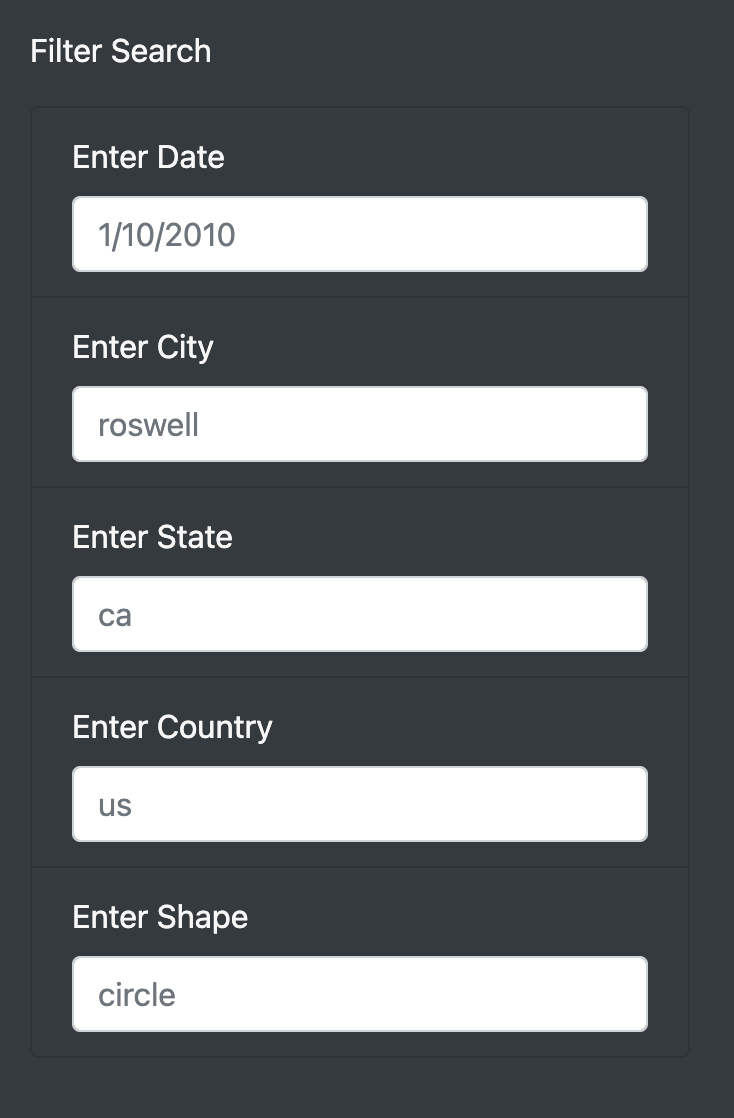 Filter Search
Enter Date
1/10/2010
Enter City
roswell
Enter State
ca
Enter Country
us
Enter Shape
circle